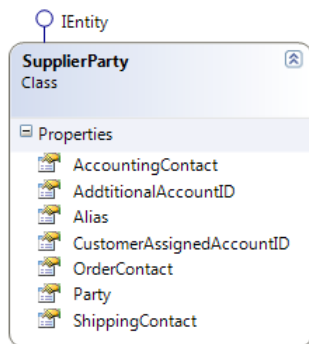 IEntity
SupplierParty
Class
Properties
AccountingContact
AddtitionalAccountID
Alias
CustomerAssignedAccountID
OrderContact
Party
ShippingContact